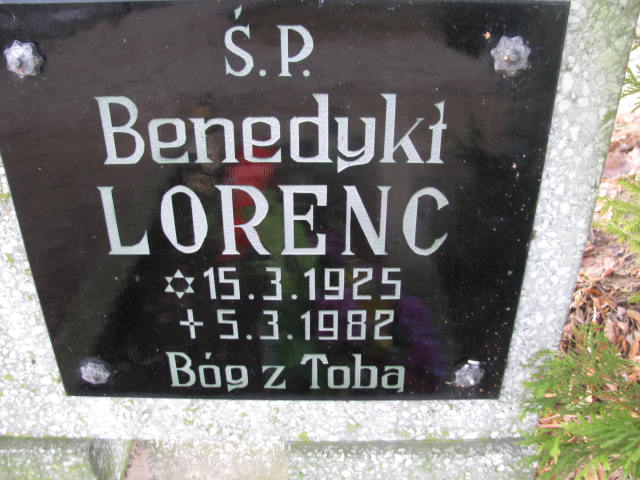 Ś.P.
Benedykt
LORENC
✡ 15.3.1925
+ 5.3.1982
Bóg z Tobą